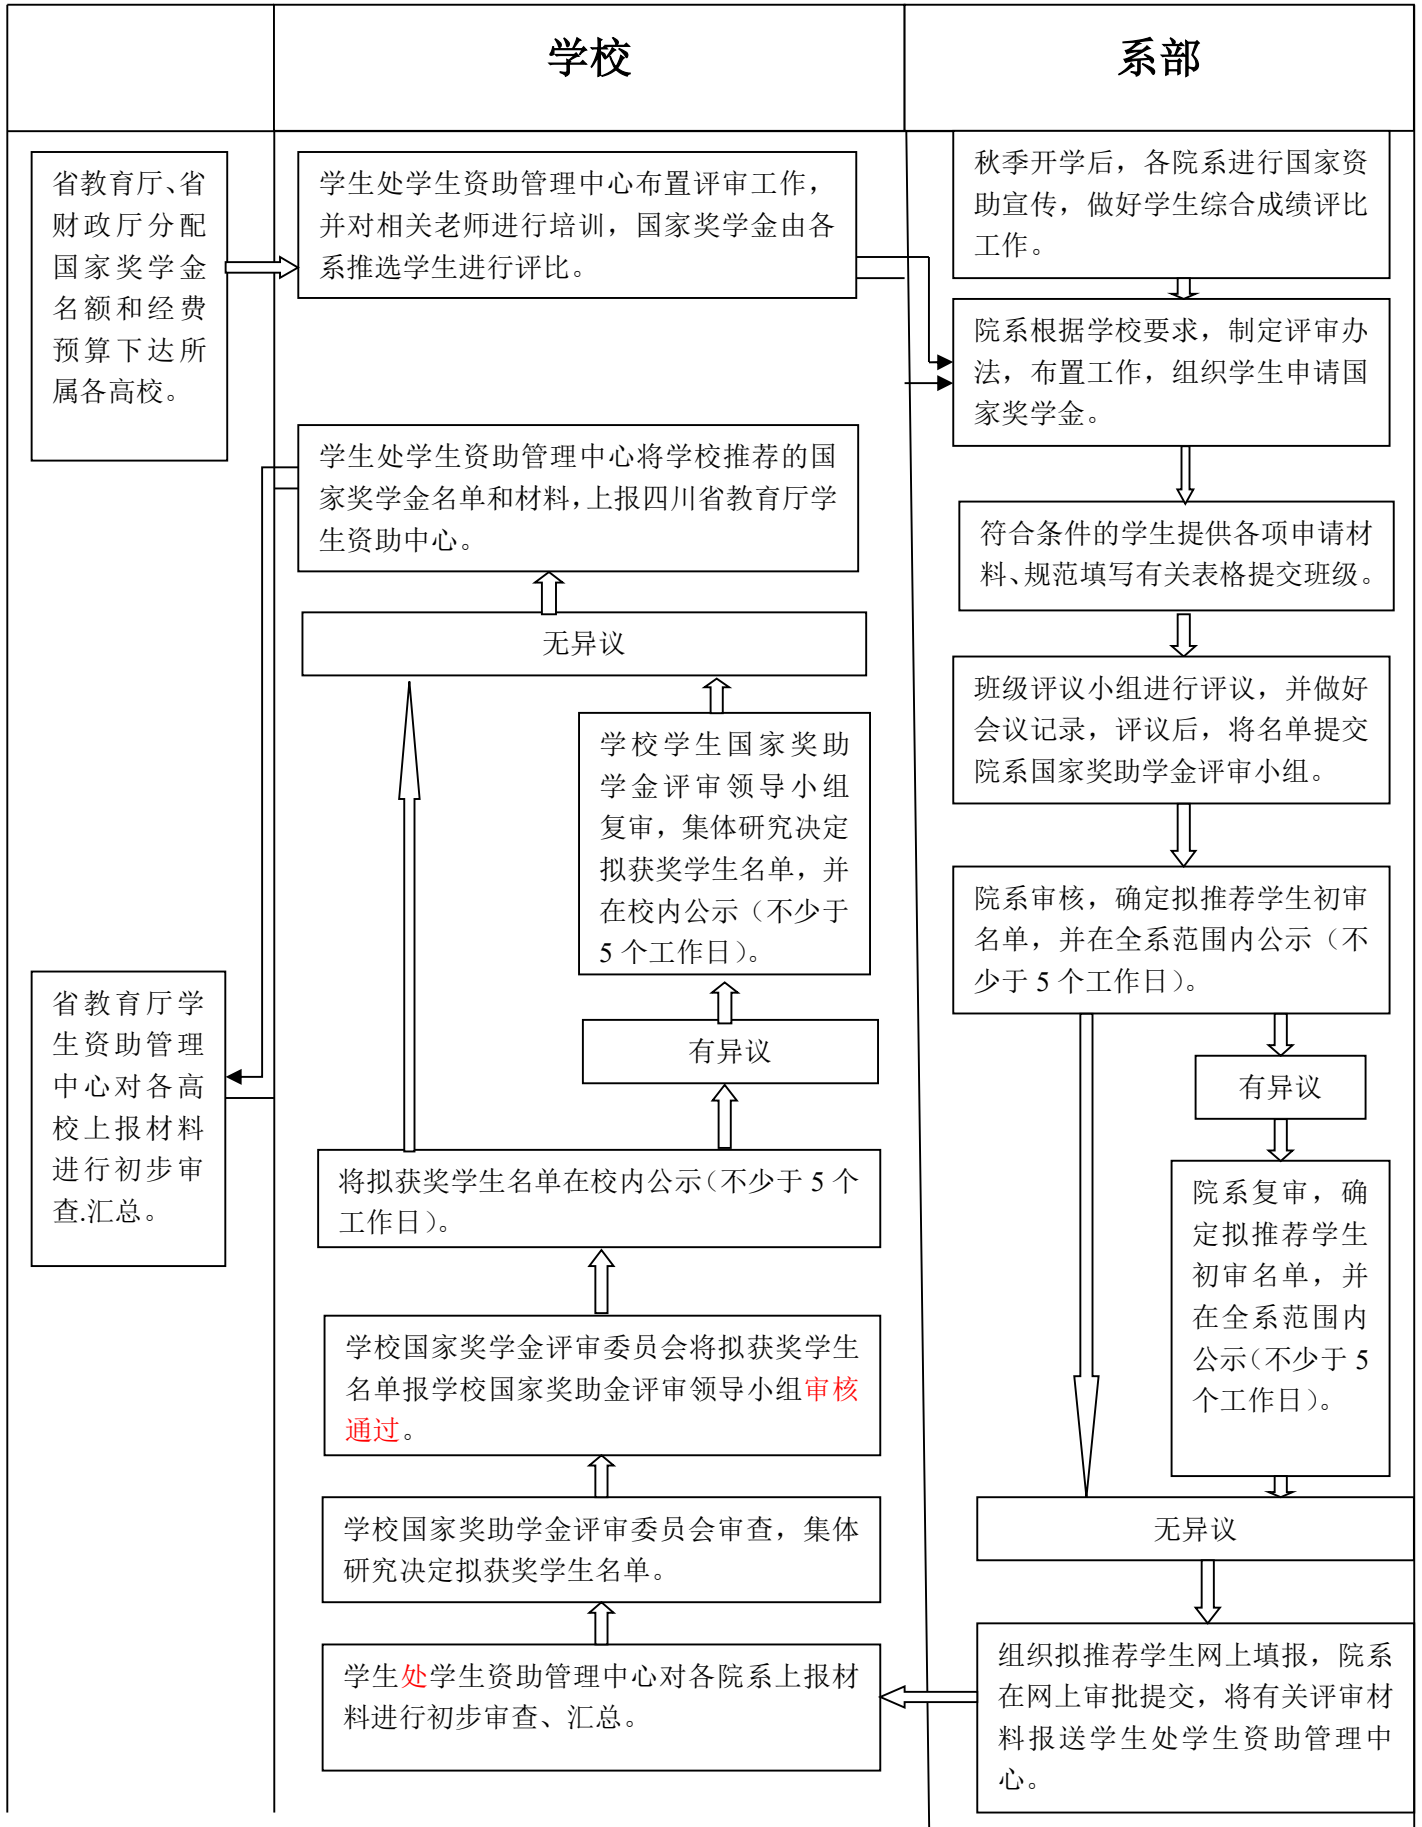 学校
系部
省教育厅、省
财政厅分配
国家奖学金
名额和经费
预算下达所
属各高校。
学生处学生资助管理中心布置评审工作，
并对相关老师进行培训，国家奖学金由各
系推选学生进行评比。
秋季开学后，各院系进行国家资
助宣传，做好学生综合成绩评比
工作。
院系根据学校要求，制定评审办
法，布置工作，组织学生申请国
家奖学金。
学生处学生资助管理中心将学校推荐的国
家奖学金名单和材料，上报四川省教育厅学
生资助中心。
符合条件的学生提供各项申请材
料、规范填写有关表格提交班级。
无异议
班级评议小组进行评议，并做好
会议记录，评议后，将名单提交
院系国家奖助学金评审小组。
学校学生国家奖助
学金评审领导小组
复审，集体研究决定
拟获奖学生名单，并
在校内公示（不少于
5 个工作日）。
院系审核，确定拟推荐学生初审
名单，并在全系范围内公示（不
少于 5 个工作日）。
省教育厅学
生资助管理
中心对各高
校上报材料
进行初步审
查.汇总。
有异议
有异议
将拟获奖学生名单在校内公示（不少于 5 个
工作日）。
院系复审，确
定拟推荐学生
初审名单，并
在全系范围内
公示（不少于 5
个工作日）。
学校国家奖学金评审委员会将拟获奖学生
名单报学校国家奖助金评审领导小组审核
通过。
学校国家奖助学金评审委员会审查，集体
研究决定拟获奖学生名单。
无异议
学生处学生资助管理中心对各院系上报材
料进行初步审查、汇总。
组织拟推荐学生网上填报，院系
在网上审批提交，将有关评审材
料报送学生处学生资助管理中
心。